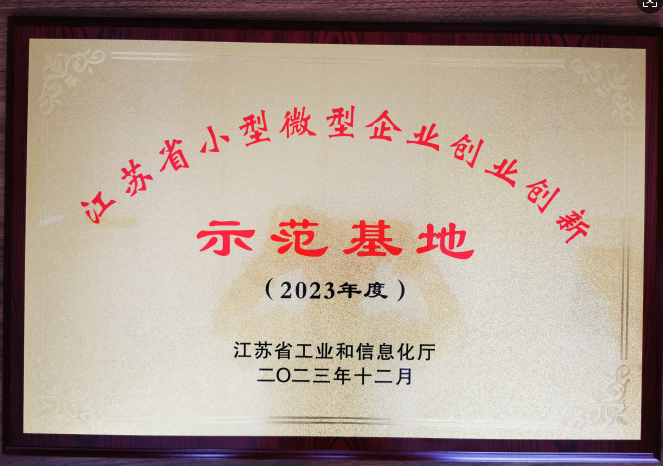 江苏省小型微型企业创业创新
示范基地
（2023年度）
江苏省工业和信息化厅
二〇二三年十二月